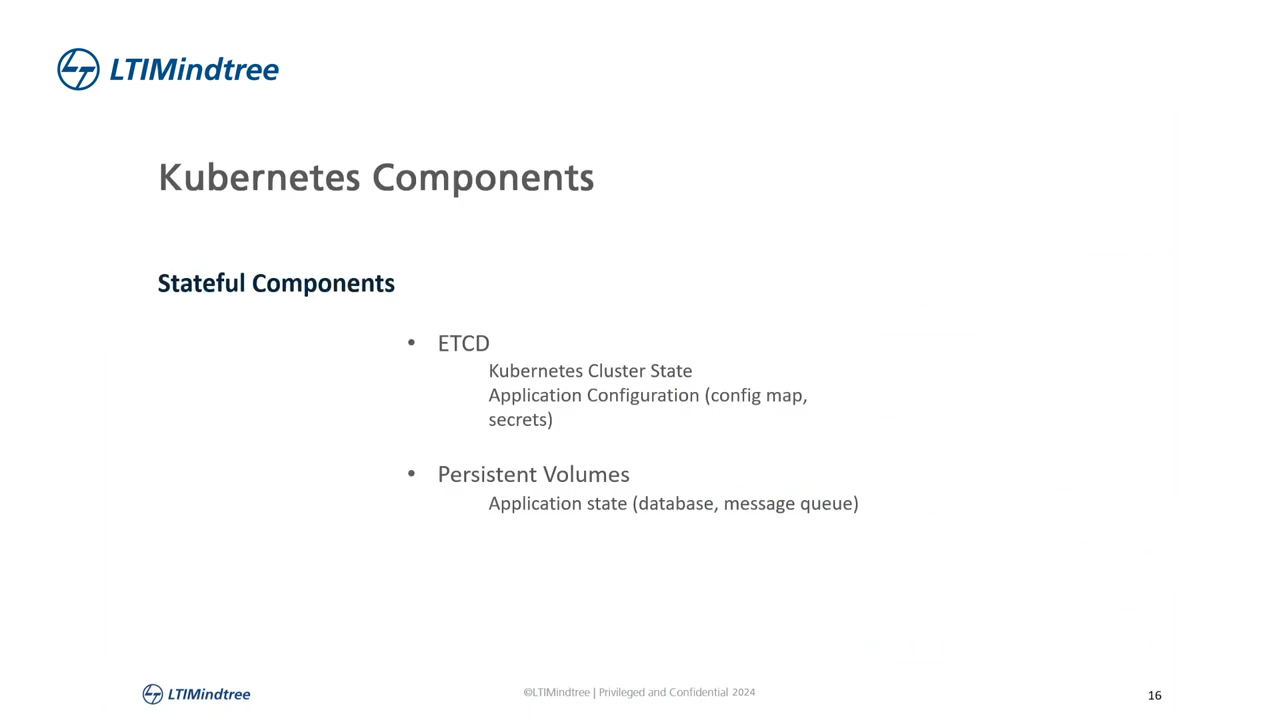 LTIMindtree
Kubernetes Components
Stateful Components
• ETCD
Kubernetes Cluster State
Application Configuration (config map,
secrets)
• Persistent Volumes
Application state (database, message queue)
LTIMindtree
©LTIMindtree | Privileged and Confidential 2024
16